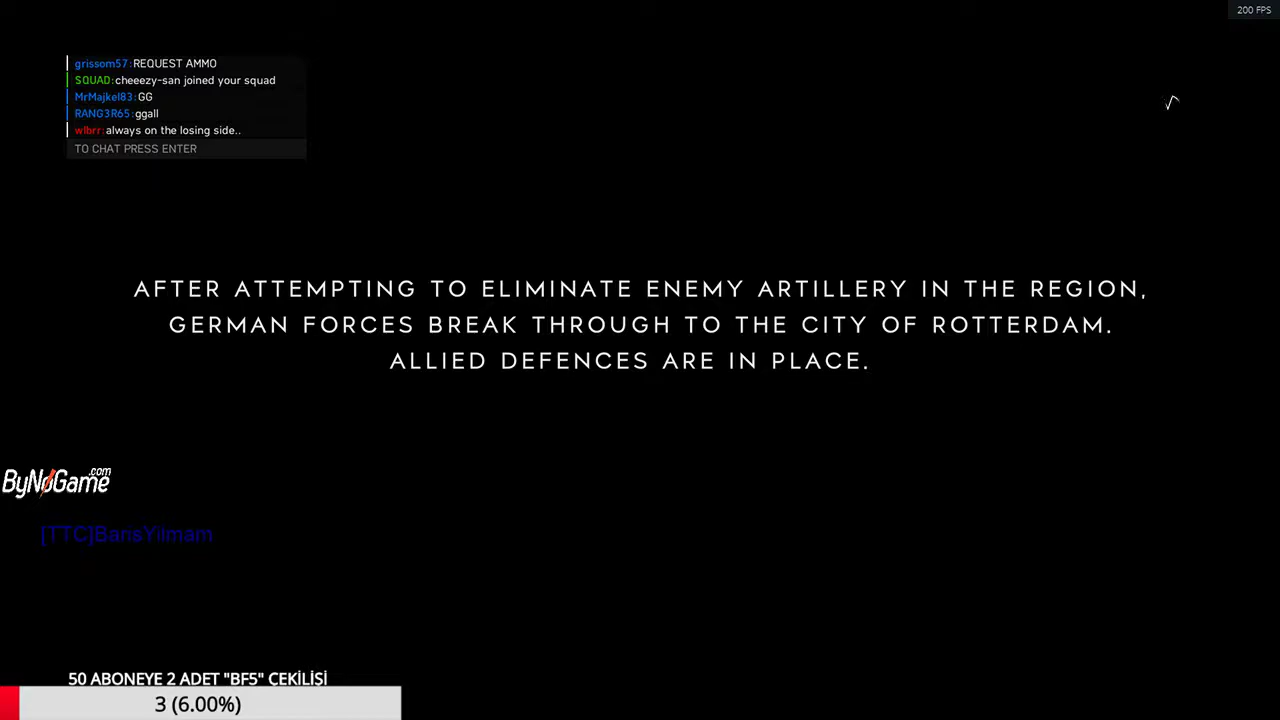 200 FPS
grissom57:REQUEST AMMO
SQUAD:cheeezy-san joined your squad
MrMajkel83:GG
RANG3R65:ggall
wlhrr:always on the losing side..
TO CHAT PRESS ENTER
AFTER ATTEMPTING TO ELIMINATE ENEMY ARTILLERY IN THE REGION,
GERMAN FORCES BREAK THROUGH TO THE CITY OF ROTTERDAM.
ALLIED DEFENCES ARE IN PLACE.
ByNoGame.com
[TTC]BarisYilmam
50 ABONEYE 2 ADET "BF5" ÇEKİLİŞİ
3 (6.00%)